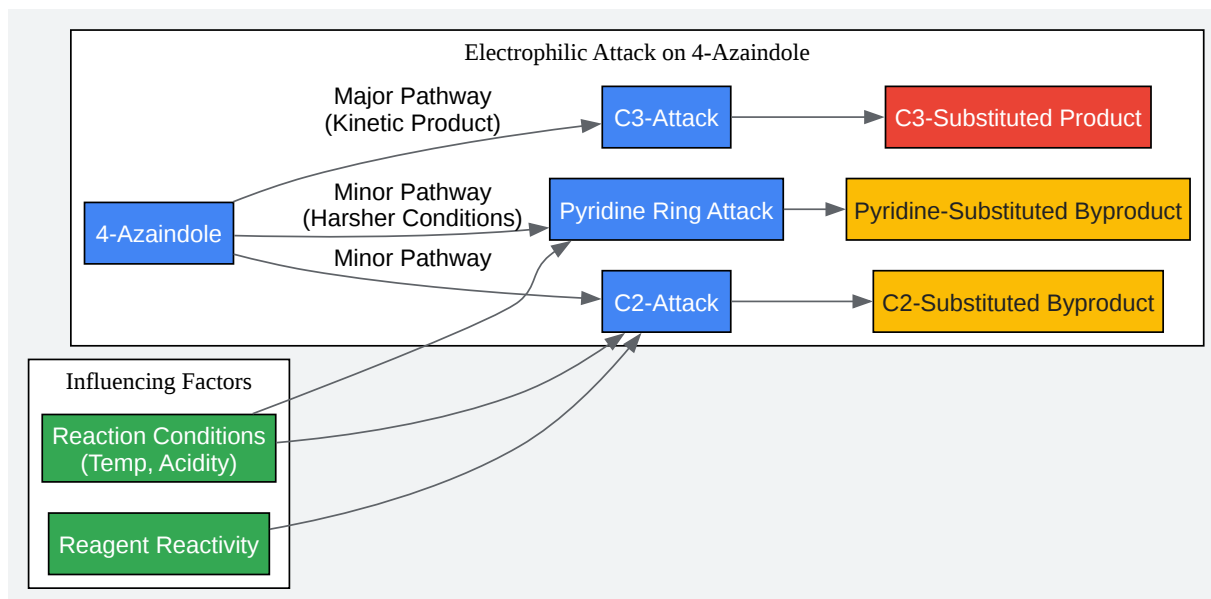 Electrophilic Attack on 4-Azaindole
Major Pathway
(Kinetic Product)
C3-Attack
C3-Substituted Product
4-Azaindole
Minor Pathway
(Harsher Conditions)
Pyridine Ring Attack
Pyridine-Substituted Byproduct
Minor Pathway
C2-Attack
C2-Substituted Byproduct
Influencing Factors
Reaction Conditions
(Temp, Acidity)
Reagent Reactivity